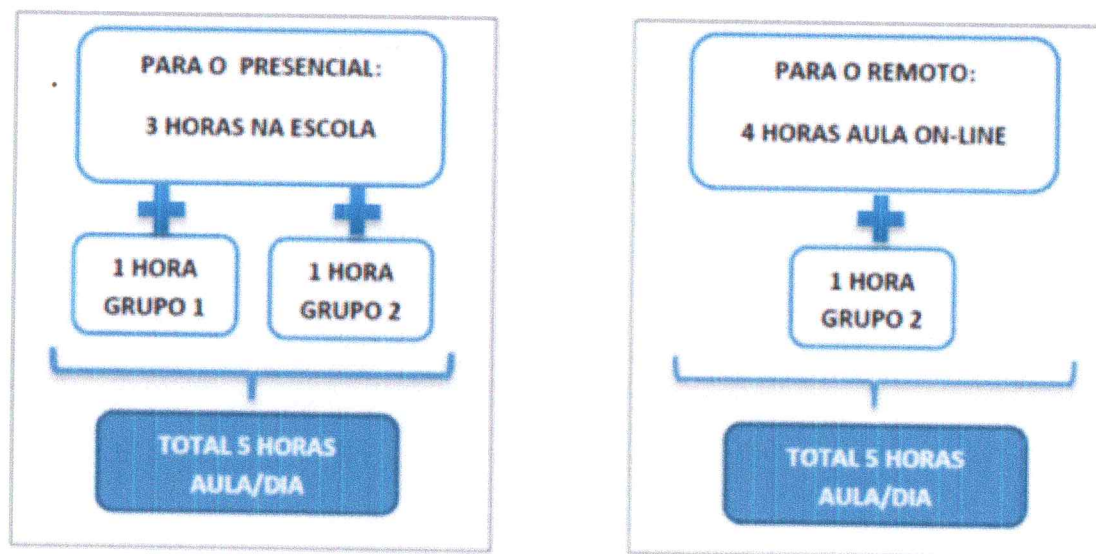 PARA O PRESENCIAL:
3 HORAS NA ESCOLA
1 HORA
GRUPO 1
1 HORA
GRUPO 2
TOTAL 5 HORAS
AULA/DIA
PARA O REMOTO:
4 HORAS AULA ON-LINE
1 HORA
GRUPO 2
TOTAL 5 HORAS
AULA/DIA